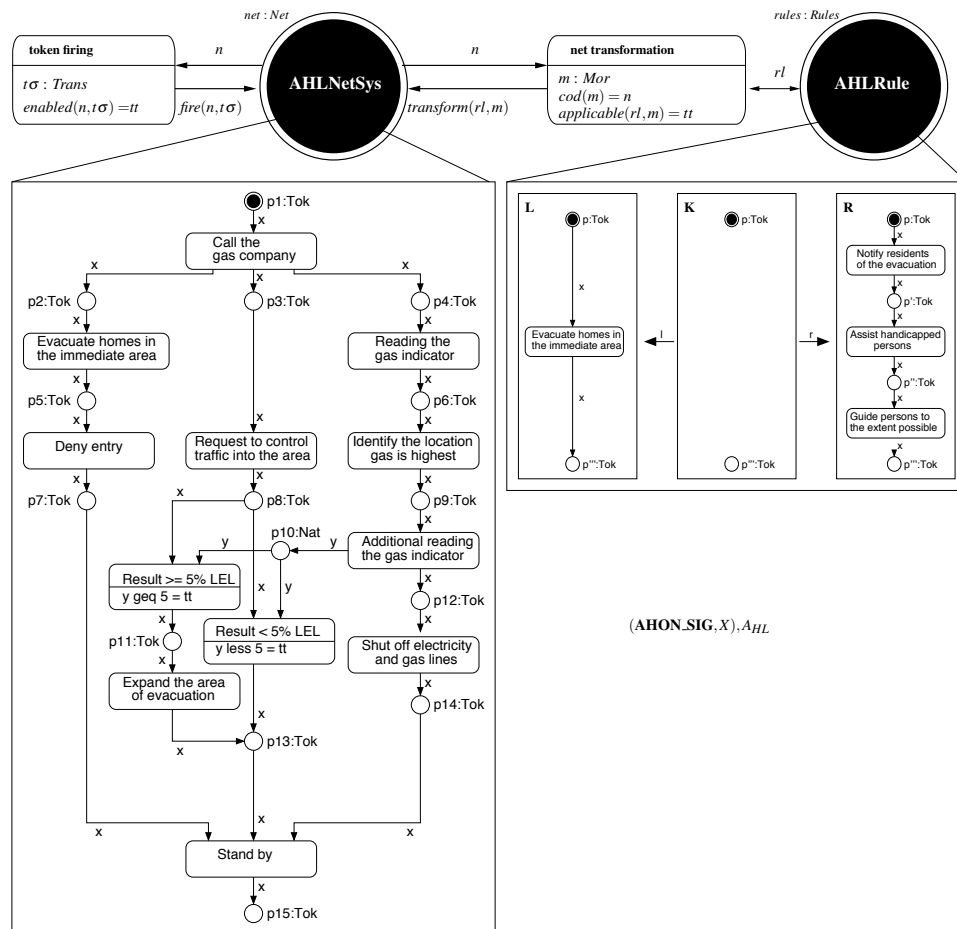 net : Net
rules : Rules
token firing
n
n
net transformation
tσ : Trans
enabled(n,tσ) =tt
fire(n,tσ)
AHLNetSys
transform(rl,m)
m : Mor
cod(m) = n
applicable(rl,m) = tt
rl
AHLRule
p1:Tok
x
Call the
gas company
x
x
x
p2:Tok
p3:Tok
p4:Tok
x
x
Evacuate homes in
the immediate area
Reading the
gas indicator
x
x
p5:Tok
p6:Tok
x
x
x
Deny entry
Request to control
traffic into the area
Identify the location
gas is highest
x
x
x
p7:Tok
p8:Tok
p9:Tok
x
x
p10:Nat
y
y
Additional reading
the gas indicator
Result >= 5% LEL
y geq 5 = tt
x
y
x
p12:Tok
x
x
p11:Tok
Result < 5% LEL
y less 5 = tt
Shut off electricity
and gas lines
x
x
Expand the area
of evacuation
p14:Tok
x
x
p13:Tok
x
x
x
Stand by
x
p15:Tok
L
p:Tok
x
Evacuate homes
in the immediate area
x
p''':Tok
l
K
p:Tok
p''':Tok
r
R
p:Tok
x
Notify residents
of the evacuation
x
p':Tok
x
Assist handicapped
persons
x
p'':Tok
x
Guide persons to
the extent possible
x
p''':Tok
(AHON_SIG,X),A_HL